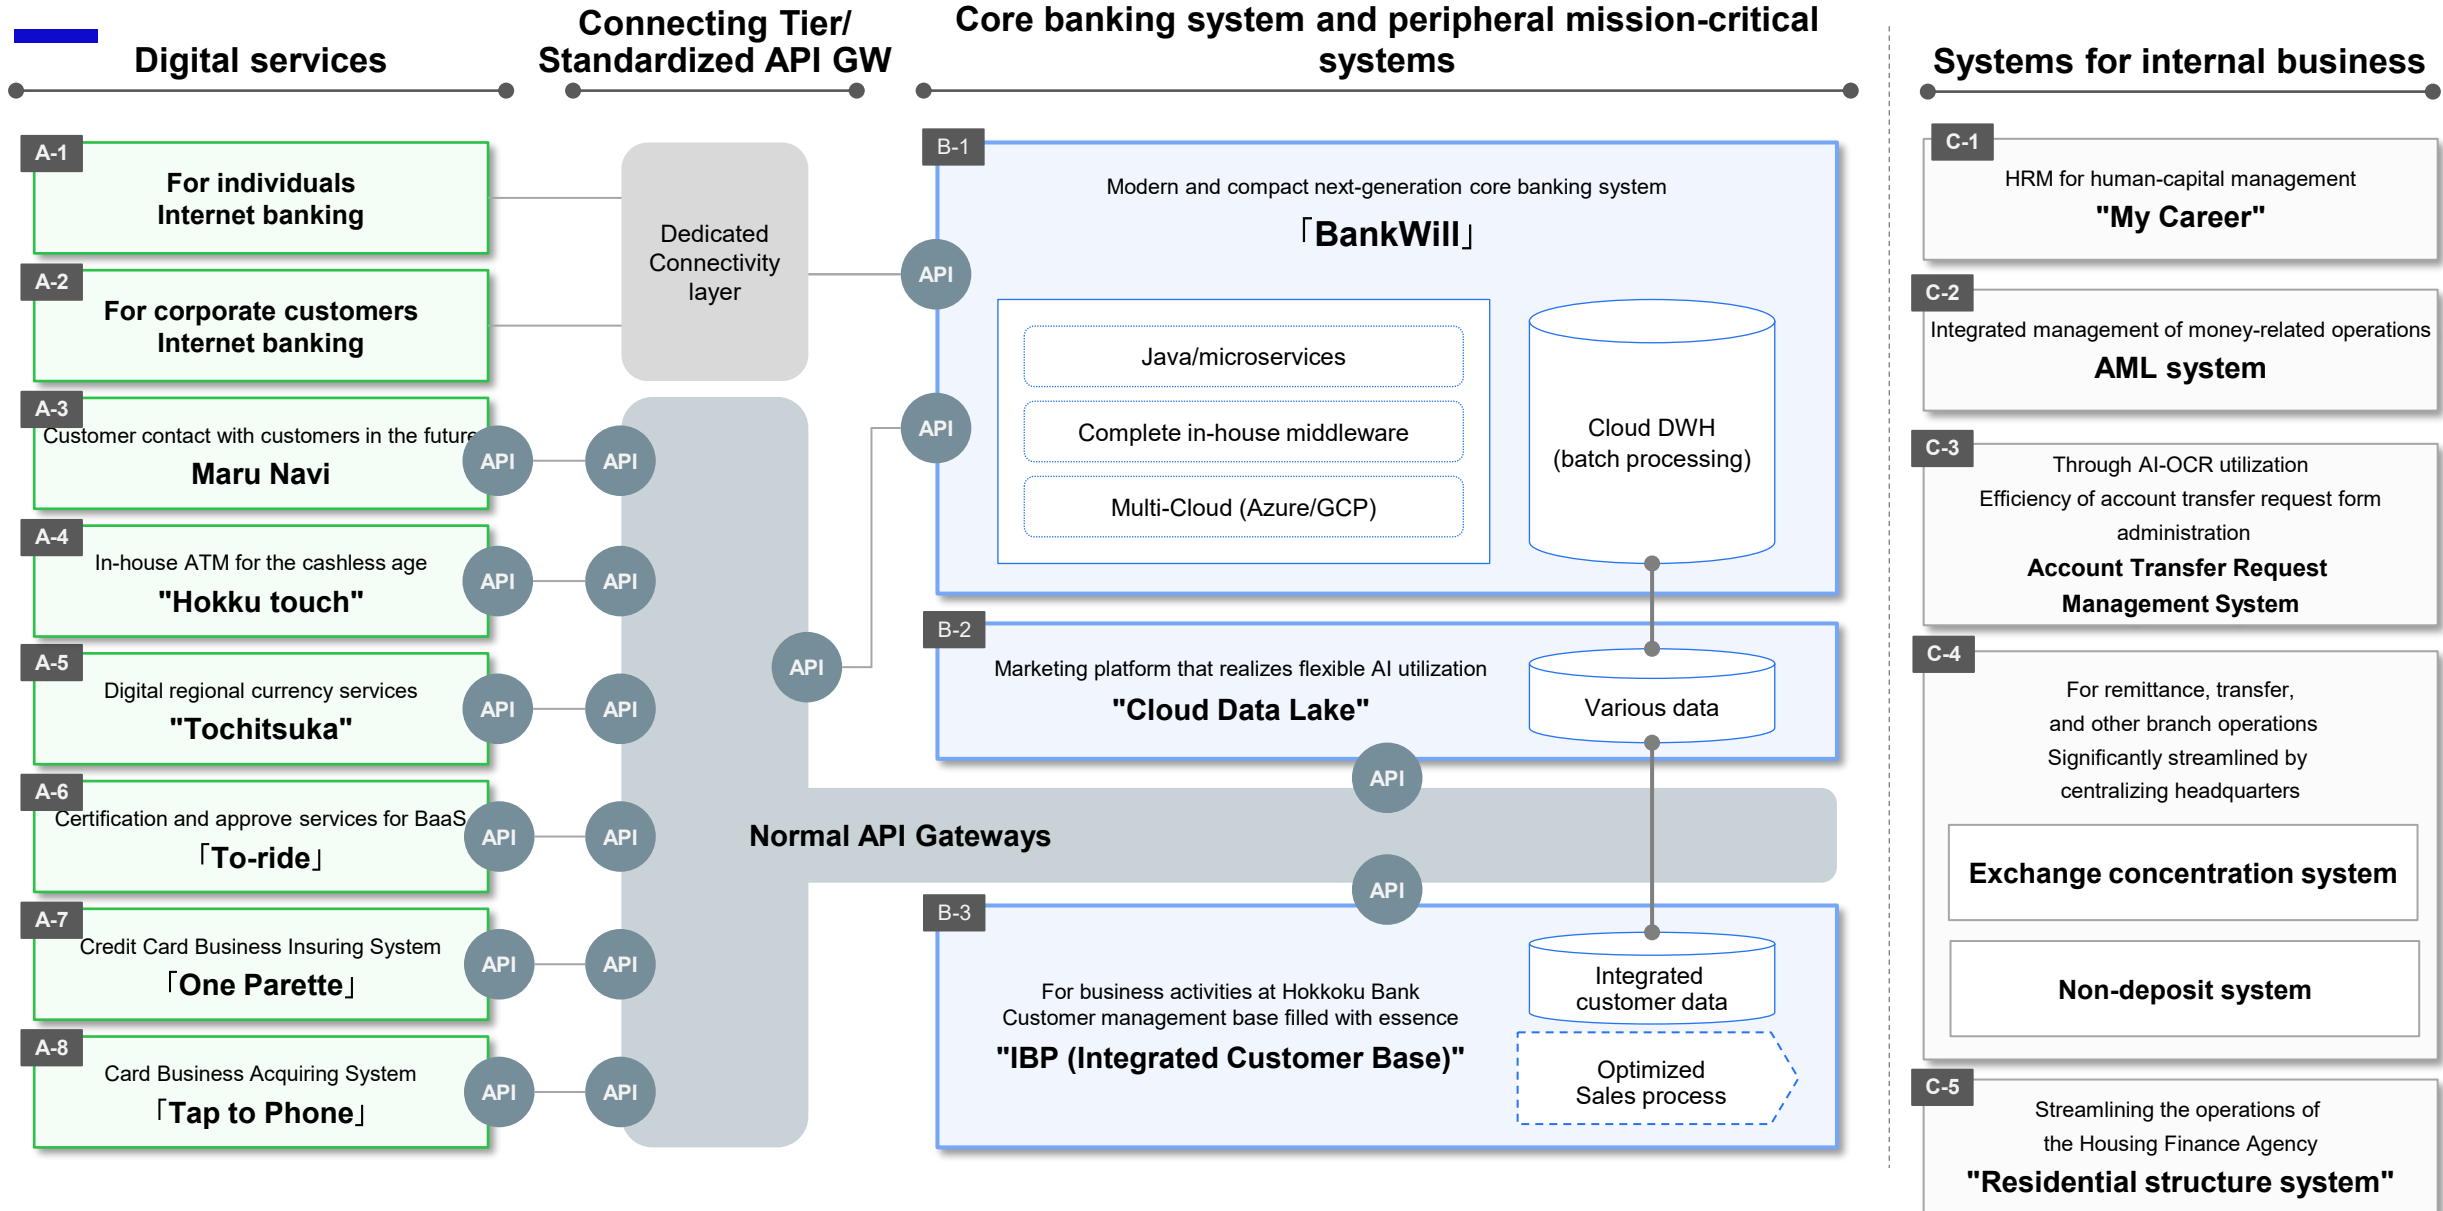 Digital services
Connecting Tier/
Standardized API GW
Core banking system and peripheral mission-critical
systems
Systems for internal business
A-1
For individuals
Internet banking
A-2
For corporate customers
Internet banking
A-3
Customer contact with customers in the future
Maru Navi
API
API
A-4
In-house ATM for the cashless age
"Hokku touch"
API
API
A-5
Digital regional currency services
"Tochitsuka"
API
API
A-6
Certification and approve services for BaaS
「To-ride」
API
API
A-7
Credit Card Business Insuring System
「One Parette」
API
API
A-8
Card Business Acquiring System
「Tap to Phone」
API
API
Dedicated
Connectivity
layer
API
Normal API Gateways
B-1
Modern and compact next-generation core banking system
「BankWill」
API
API
Java/microservices
Complete in-house middleware
Multi-Cloud (Azure/GCP)
Cloud DWH
(batch processing)
B-2
Marketing platform that realizes flexible AI utilization
"Cloud Data Lake"
Various data
API
API
B-3
For business activities at Hokkoku Bank
Customer management base filled with essence
"IBP (Integrated Customer Base)"
Integrated
customer data
Optimized
Sales process
C-1
HRM for human-capital management
"My Career"
C-2
Integrated management of money-related operations
AML system
C-3
Through AI-OCR utilization
Efficiency of account transfer request form
administration
Account Transfer Request
Management System
C-4
For remittance, transfer,
and other branch operations
Significantly streamlined by
centralizing headquarters
Exchange concentration system
Non-deposit system
C-5
Streamlining the operations of
the Housing Finance Agency
"Residential structure system"